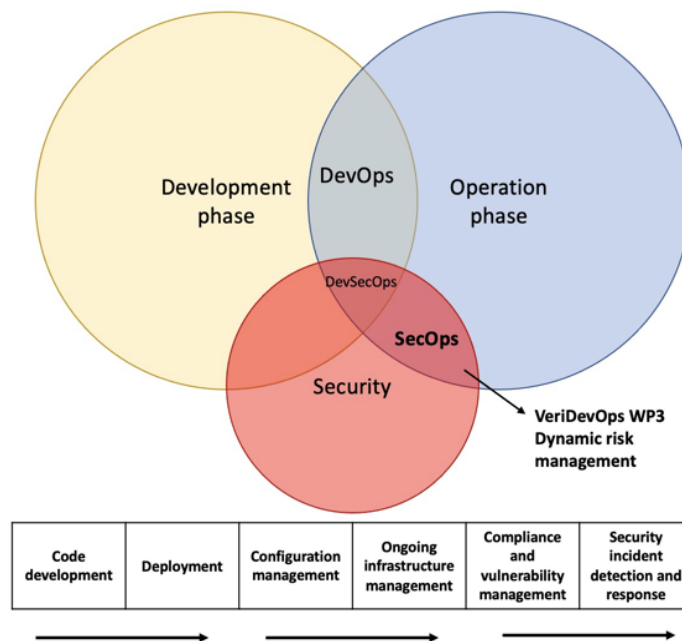 Development
phase
DevOps
Operation
phase
DevSecOps
SecOps
Security
VeriDevOps WP3
Dynamic risk
management
Code
development
Deployment
Configuration
management
Ongoing
infrastructure
management
Compliance
and
vulnerability
management
Security
incident
detection and
response